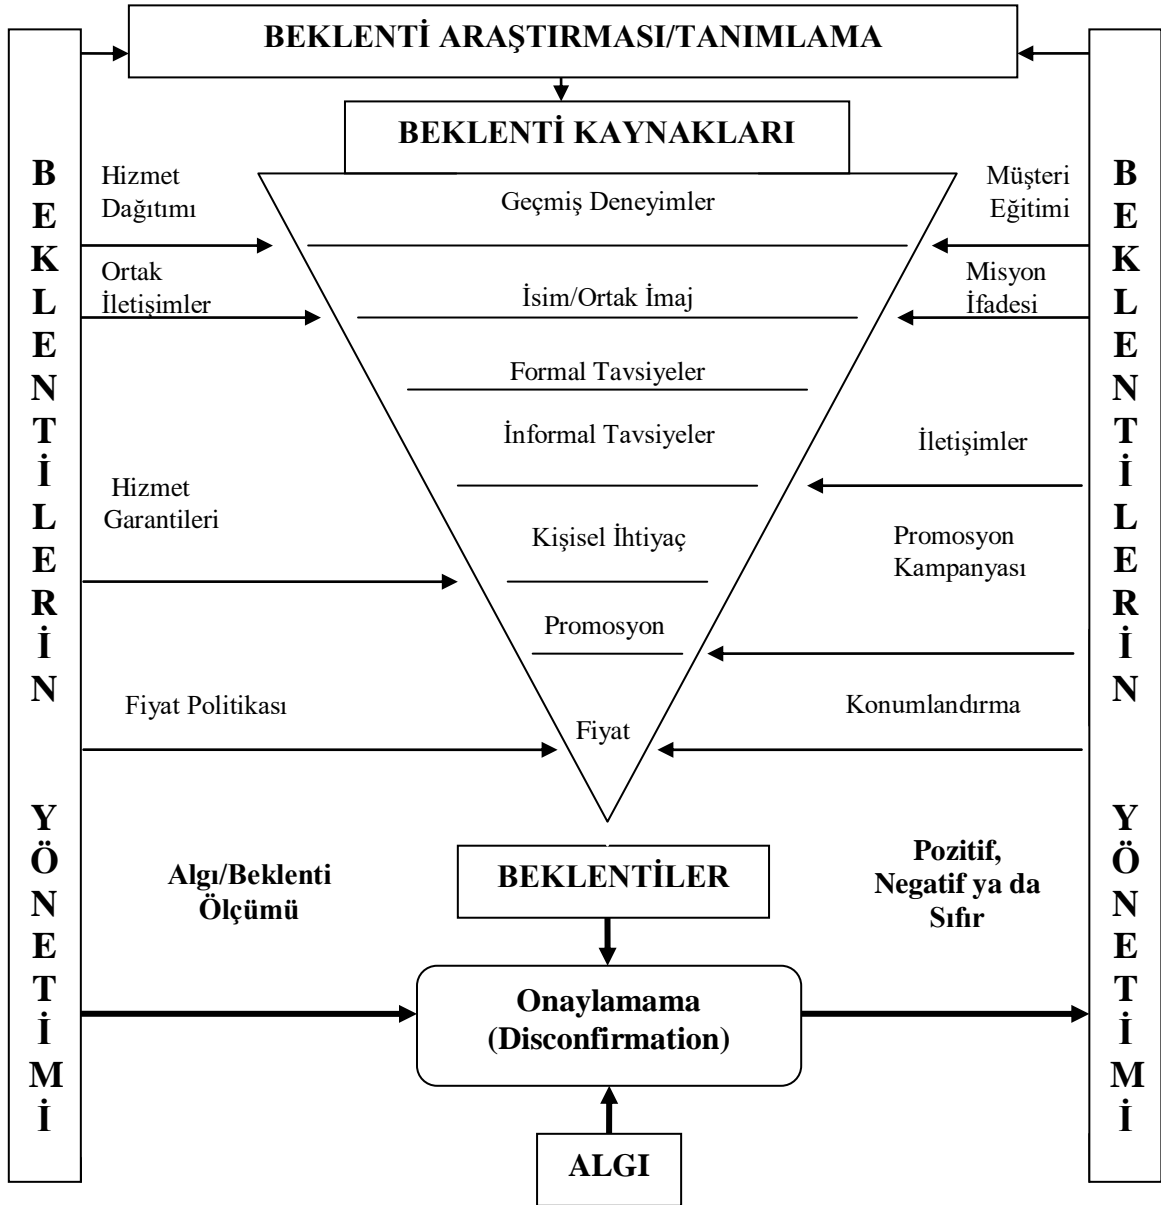 BEKLENTİ ARAŞTIRMASI/TANIMLAMA
BEKLENTİ KAYNAKLARI
BEKLENTİLERİN YÖNETİMİ
Hizmet
Dağıtımı
Geçmiş Deneyimler
Müşteri
Eğitimi
Ortak
İletişimler
İsim/Ortak İmaj
Misyon
İfadesi
Formal Tavsiyeler
İnformal Tavsiyeler
İletişimler
Hizmet
Garantileri
Kişisel İhtiyaç
Promosyon
Kampanyası
Promosyon
Fiyat Politikası
Fiyat
Konumlandırma
Algı/Beklenti
Ölçümü
BEKLENTİLER
Pozitif,
Negatif ya da
Sıfır
Onaylamama
(Disconfirmation)
ALGI
BEKLENTİLERİN YÖNETİMİ